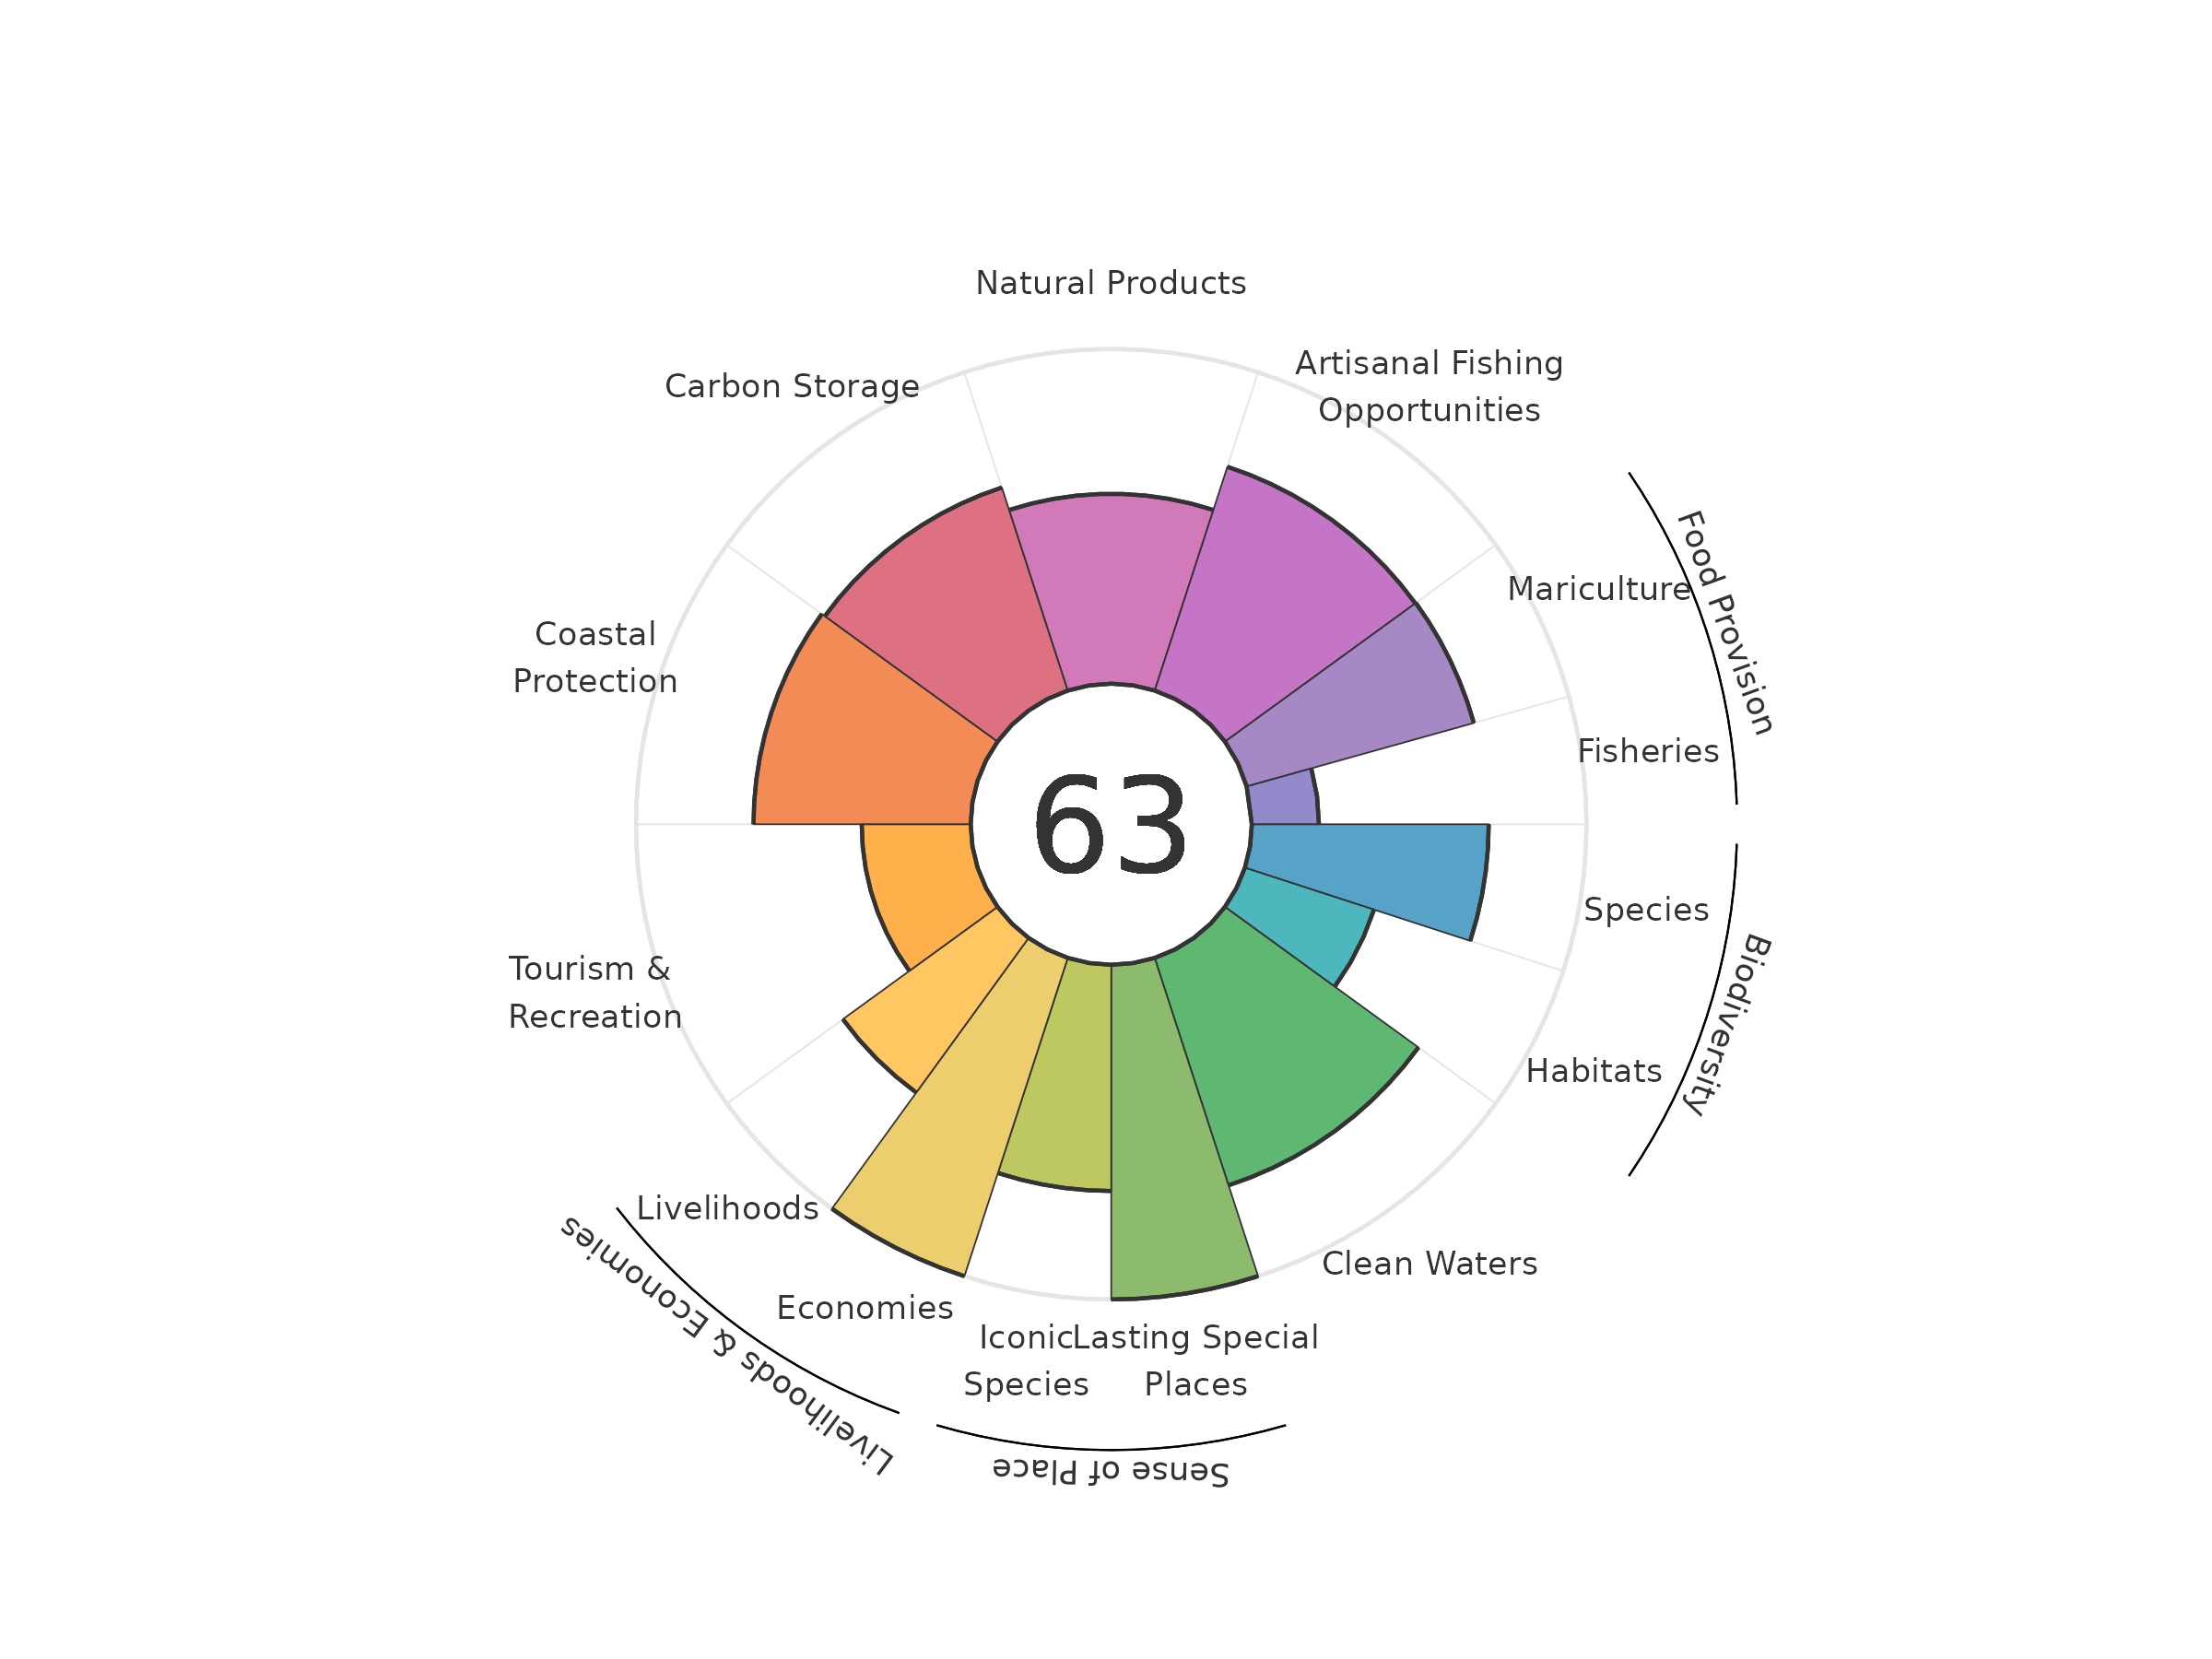 Natural Products
Artisanal Fishing
Opportunities
Carbon Storage
Food Provision
Mariculture
Coastal
Protection
Fisheries
63
Species
Biodiversity
Tourism &
Recreation
Habitats
Livelihoods
Livelihoods & Economies
Clean Waters
Economies
Iconic
Species
Lasting Special
Places
Sense of Place